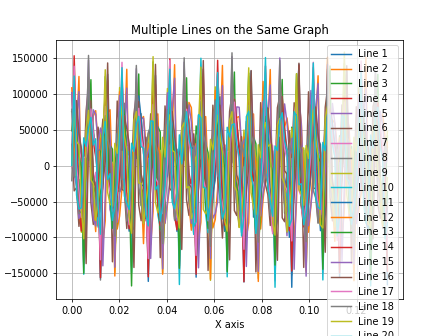 Multiple Lines on the Same Graph
150000
100000
50000
0
−50000
−100000
−150000
0.00
0.02
0.04
0.06
0.08
0.10
X axis
Line 1
Line 2
Line 3
Line 4
Line 5
Line 6
Line 7
Line 8
Line 9
Line 10
Line 11
Line 12
Line 13
Line 14
Line 15
Line 16
Line 17
Line 18
Line 19
Line 20